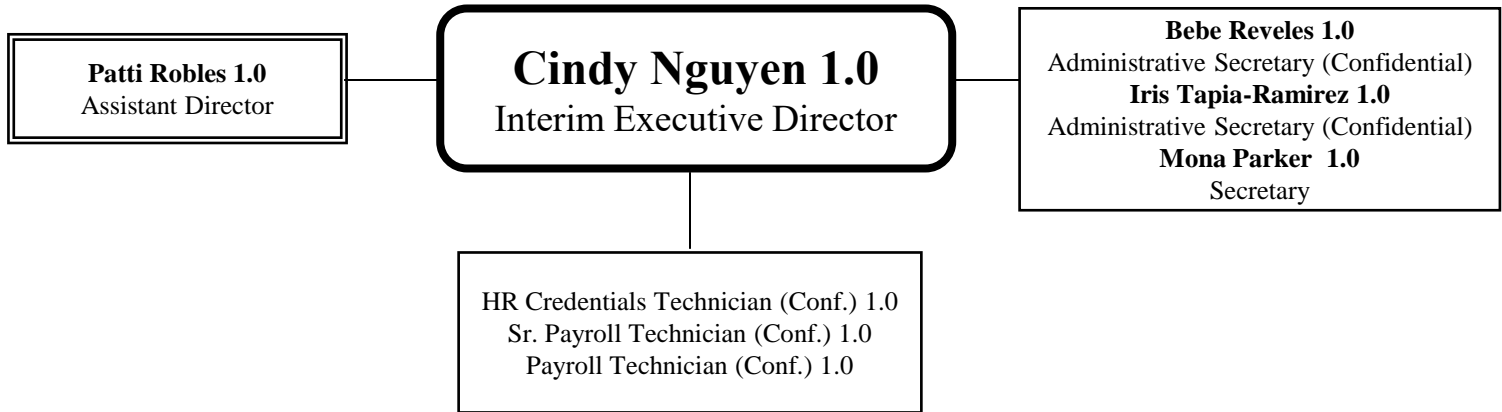 Patti Robles 1.0
Assistant Director
Cindy Nguyen 1.0
Interim Executive Director
Bebe Reveles 1.0
Administrative Secretary (Confidential)
Iris Tapia-Ramirez 1.0
Administrative Secretary (Confidential)
Mona Parker  1.0
Secretary
HR Credentials Technician (Conf.) 1.0
Sr. Payroll Technician (Conf.) 1.0
Payroll Technician (Conf.) 1.0